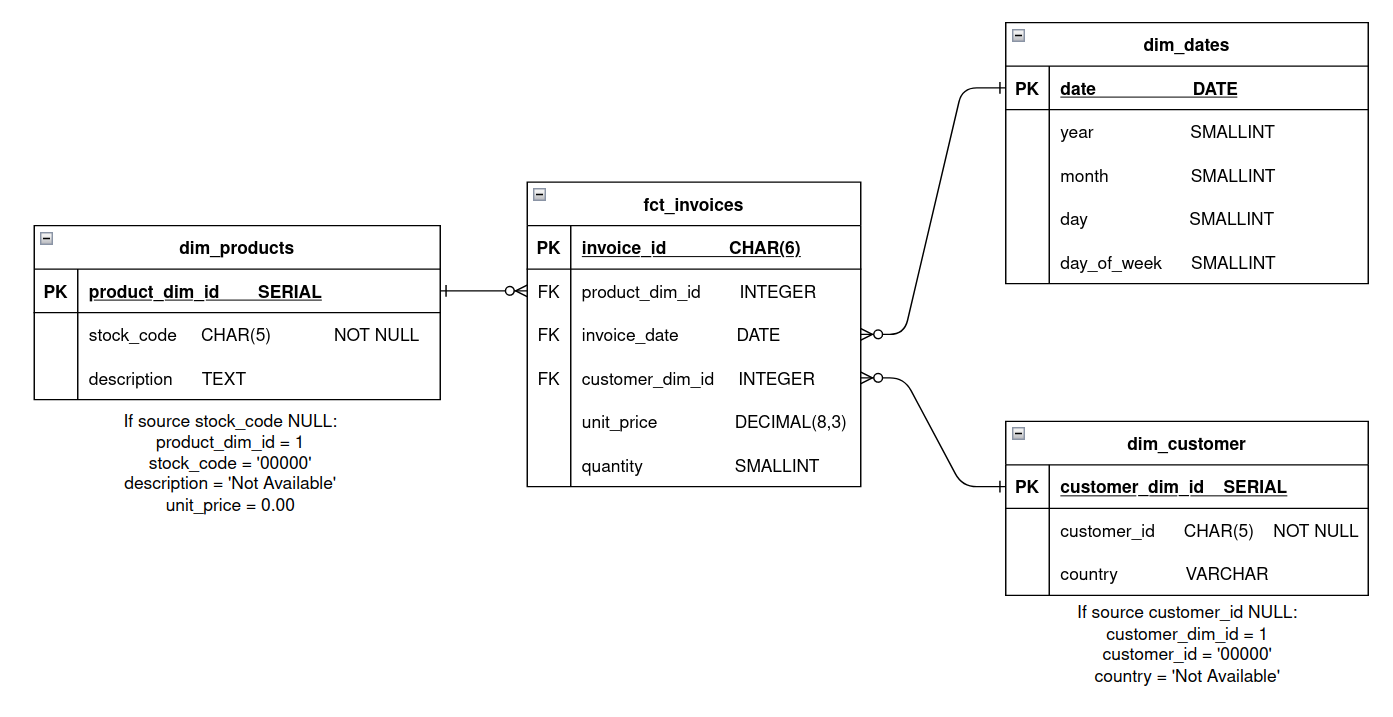 dim_dates
PK date DATE
year SMALLINT
month SMALLINT
day SMALLINT
day_of_week SMALLINT
fct_invoices
PK invoice_id CHAR(6)
FK product_dim_id INTEGER
FK invoice_date DATE
FK customer_dim_id INTEGER
unit_price DECIMAL(8,3)
quantity SMALLINT
dim_products
PK product_dim_id SERIAL
stock_code CHAR(5) NOT NULL
description TEXT
If source stock_code NULL:
product_dim_id = 1
stock_code = '00000'
description = 'Not Available'
unit_price = 0.00
dim_customer
PK customer_dim_id SERIAL
customer_id CHAR(5) NOT NULL
country VARCHAR
If source customer_id NULL:
customer_dim_id = 1
customer_id = '00000'
country = 'Not Available'